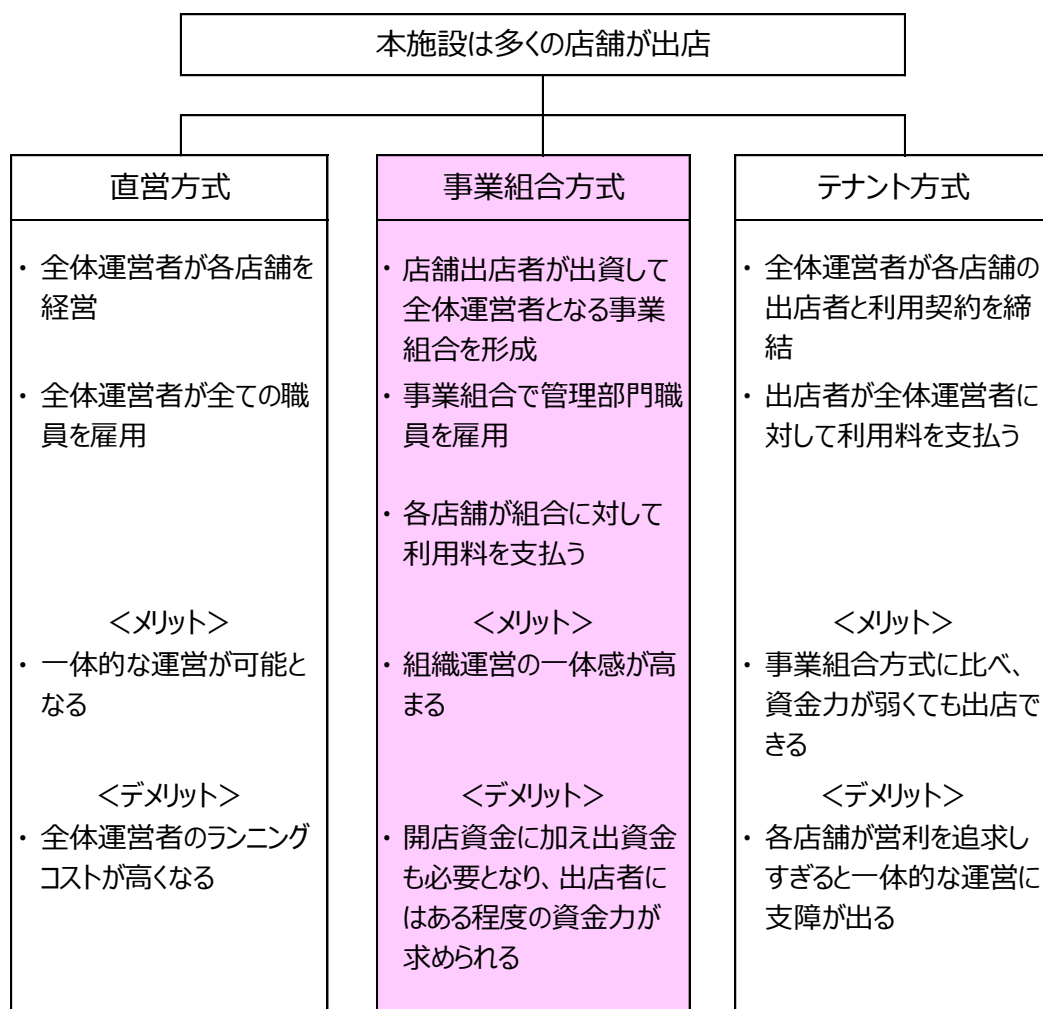 本施設は多くの店舗が出店
直営方式
・ 全体運営者が各店舗を
経営
・ 全体運営者が全ての職
員を雇用
＜メリット＞
・ 一体的な運営が可能と
なる
＜デメリット＞
・ 全体運営者のランニング
コストが高くなる
事業組合方式
・ 店舗出店者が出資して
全体運営者となる事業
組合を形成
・ 事業組合で管理部門職
員を雇用
・ 各店舗が組合に対して
利用料を支払う
＜メリット＞
・ 組織運営の一体感が高
まる
＜デメリット＞
・ 開店資金に加え出資金
も必要となり、出店者に
はある程度の資金力が
求められる
テナント方式
・ 全体運営者が各店舗の
出店者と利用契約を締
結
・ 出店者が全体運営者に
対して利用料を支払う
＜メリット＞
・ 事業組合方式に比べ、
資金力が弱くても出店で
きる
＜デメリット＞
・ 各店舗が営利を追求し
すぎると一体的な運営に
支障が出る